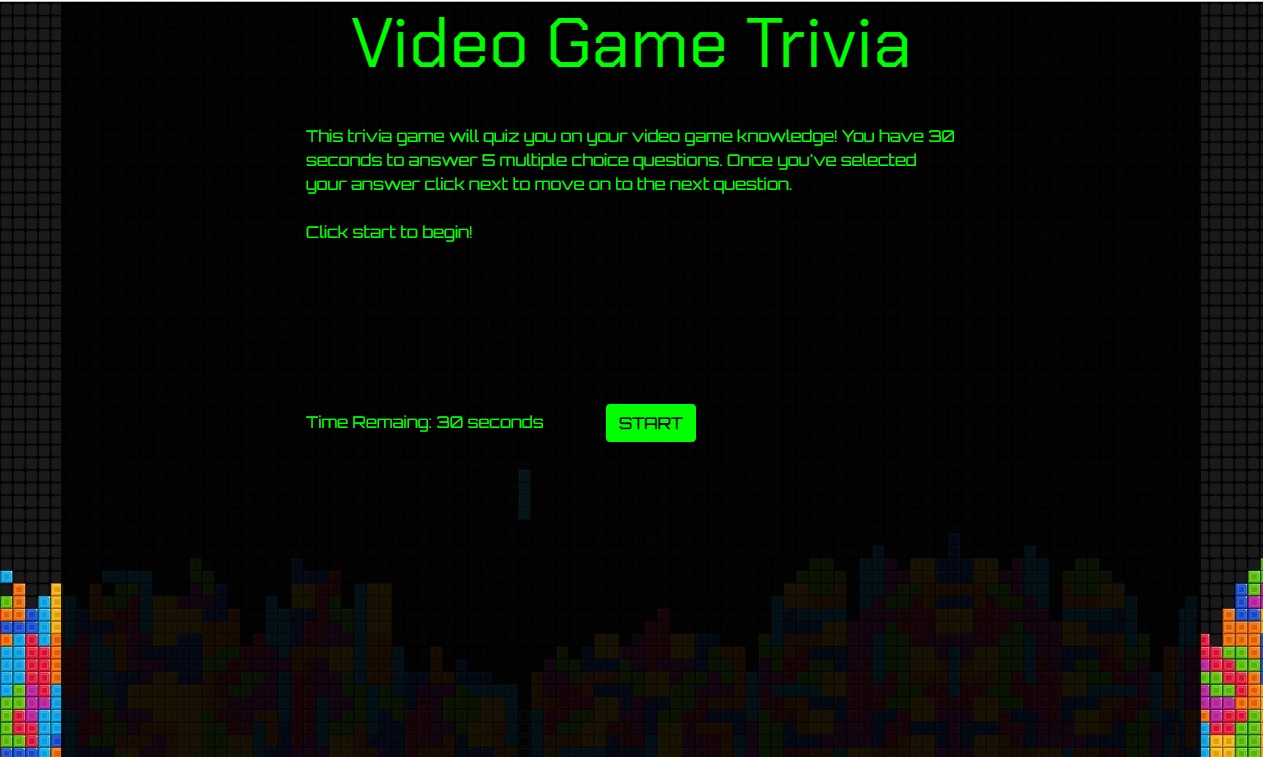 Video Game Trivia
This trivia game will quiz you on your video game knowledge! You have 30
seconds to answer 5 multiple choice questions. Once you've selected
your answer click next to move on to the next question.
Click start to begin!
Time Remaing: 30 seconds
START